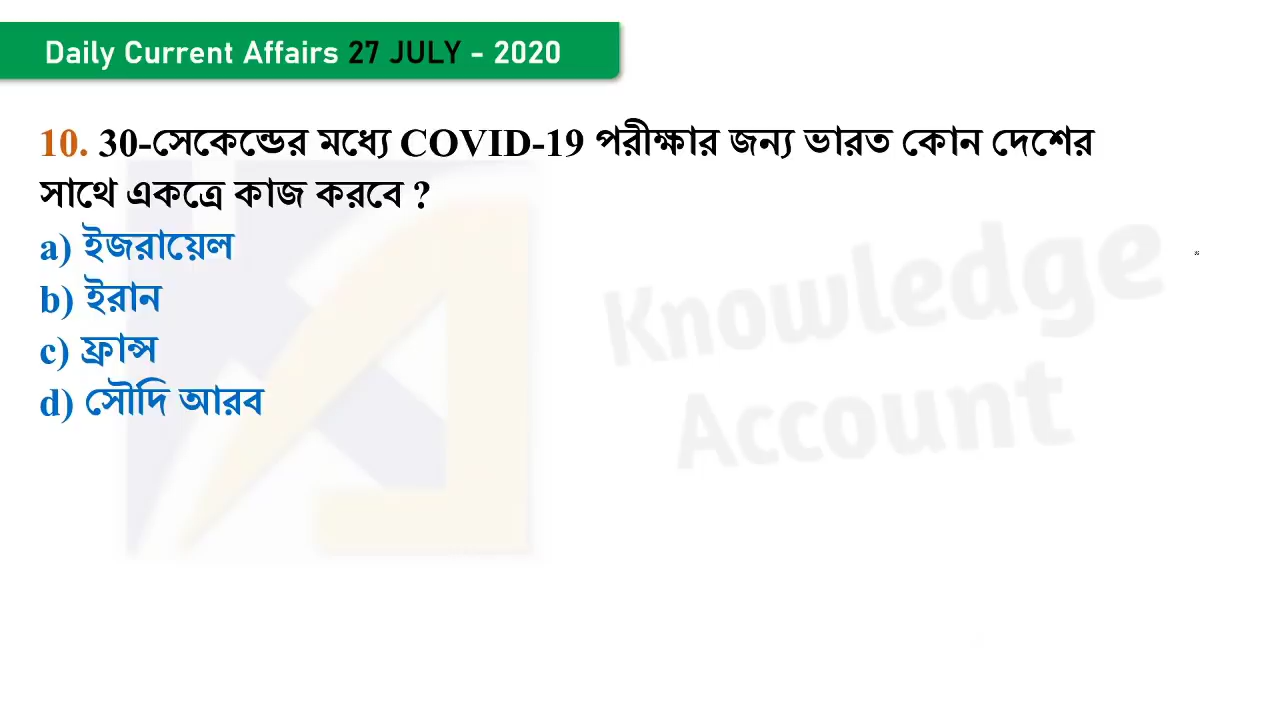 Daily Current Affairs 27 JULY - 2020
10. 30-সেকেন্ডের মধ্যে COVID-19 পরীক্ষার জন্য ভারত কোন দেশের
সাথে একত্রে কাজ করবে ?
a) ইজরায়েল
b) ইরান
c) ফ্রান্স
d) সৌদি আরব
Knowledge
Account